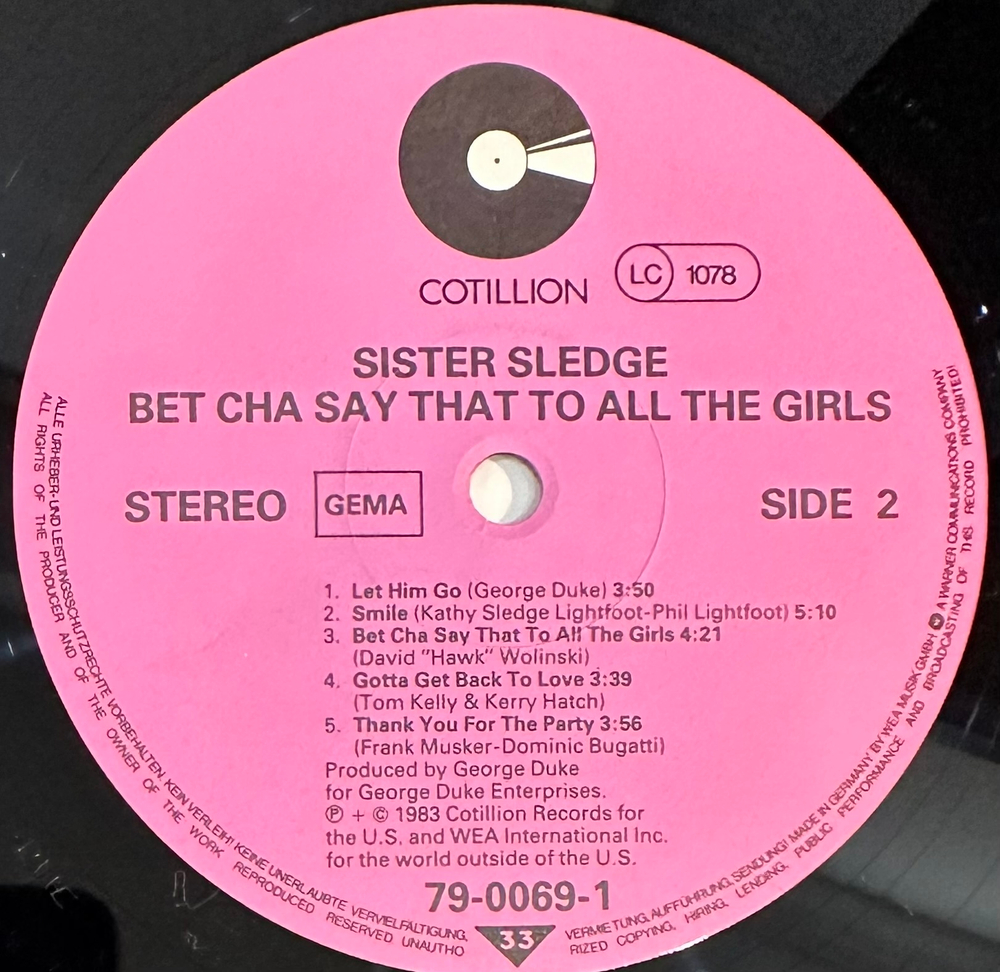 COTILLION
LC 1078
SISTER SLEDGE
BET CHA SAY THAT TO ALL THE GIRLS
STEREO GEMA SIDE 2
1. Let Him Go (George Duke) 3:50
2. Smile (Kathy Sledge Lightfoot-Phil Lightfoot) 5:10
3. Bet Cha Say That To All The Girls 4:21
(David "Hawk" Wolinski)
4. Gotta Get Back To Love 3:39
(Tom Kelly & Kerry Hatch)
5. Thank You For The Party 3:56
(Frank Musker-Dominic Bugatti)
Produced by George Duke
for George Duke Enterprises.
℗ + © 1983 Cotillion Records for
the U.S. and WEA International Inc.
for the world outside of the U.S.
79-0069-1
33
ALLE URHEBER- UND LEISTUNGSSCHUTZRECHTE VORBEHALTEN. KEIN VERLEIH! KEINE UNERLAUBTE VERVIELFÄLTIGUNG, VERMIETUNG, AUFFÜHRUNG, SENDUNG! MADE IN GERMANY BY WEA MUSIK GMBH A WARNER COMMUNICATIONS COMPANY
ALL RIGHTS OF THE PRODUCER AND OF THE OWNER OF THE WORK REPRODUCED RESERVED UNAUTHORIZED COPYING, HIRING, LENDING, PUBLIC PERFORMANCE AND BROADCASTING OF THIS RECORD PROHIBITED!